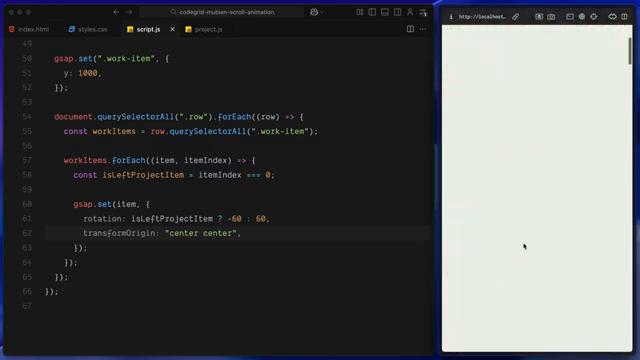 codegrid-mubien-scroll-animation
index.html
styles.css
script.js
project.js
http://localhost...
49
50 gsap.set(".work-item", {
51 y: 1000,
52 });
53
54 document.querySelectorAll(".row").forEach((row) => {
55 const workItems = row.querySelectorAll(".work-item");
56
57 workItems.forEach((item, itemIndex) => {
58 const isLeftProjectItem = itemIndex === 0;
59
60 gsap.set(item, {
61 rotation: isLeftProjectItem ? -60 : 60,
62 transformOrigin: "center center",
63 });
64 });
65 });
66 });
67